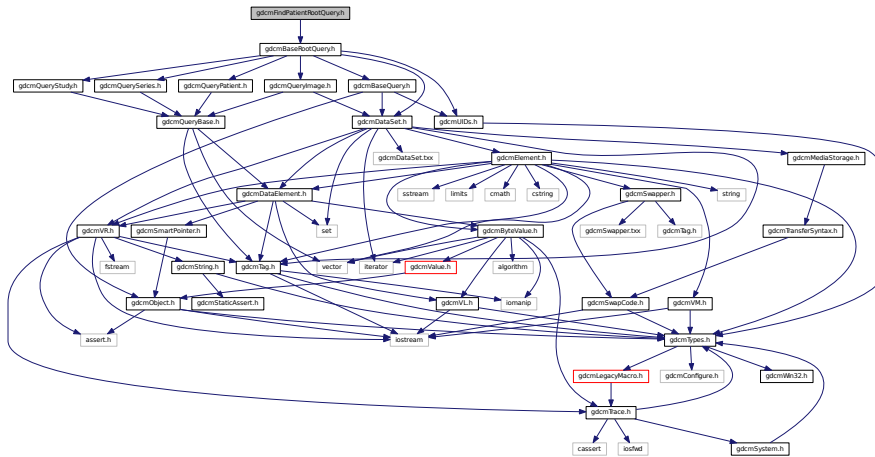 gdcmFindPatientRootQuery.h
gdcmBaseRootQuery.h
gdcmQueryStudy.h
gdcmQuerySeries.h
gdcmQueryPatient.h
gdcmQueryImage.h
gdcmBaseQuery.h
gdcmQueryBase.h
gdcmDataSet.h
gdcmUIDs.h
gdcmDataSet.txx
gdcmElement.h
gdcmMediaStorage.h
gdcmDataElement.h
sstream
limits
cmath
cstring
gdcmSwapper.h
string
gdcmVR.h
gdcmSmartPointer.h
set
gdcmByteValue.h
gdcmSwapper.txx
gdcmTag.h
gdcmTransferSyntax.h
fstream
gdcmString.h
gdcmTag.h
vector
iterator
gdcmValue.h
algorithm
gdcmObject.h
gdcmStaticAssert.h
gdcmVL.h
iomanip
gdcmSwapCode.h
gdcmVM.h
assert.h
iostream
gdcmTypes.h
gdcmLegacyMacro.h
gdcmConfigure.h
gdcmWin32.h
gdcmTrace.h
cassert
iosfwd
gdcmSystem.h